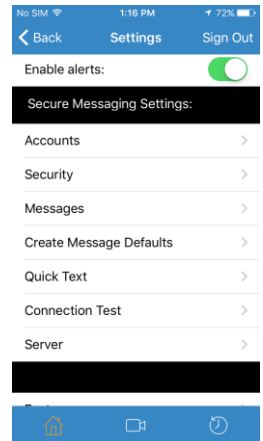 No SIM 1:16 PM 72%
Back Settings Sign Out
Enable alerts:
Secure Messaging Settings:
Accounts
Security
Messages
Create Message Defaults
Quick Text
Connection Test
Server